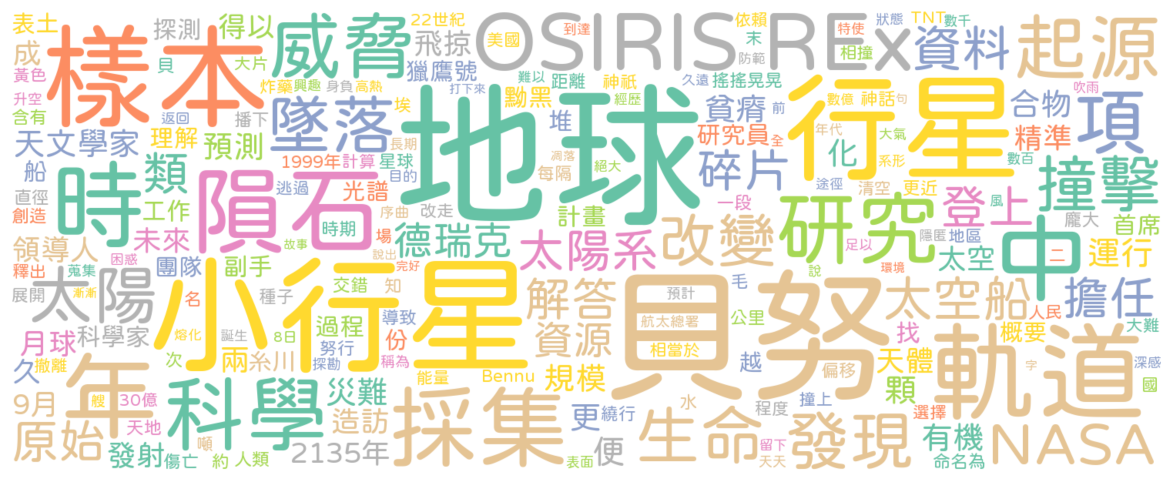 表土 探測 得以 威脅 22世紀 美國 OSIRIS-REx 依賴 末 特使 到達 狀態 TNT 數千 起源
成 樣本 飛掠 獵鷹號 防範 相撞 資料
黃色 貝 大片 炸藥 興趣 身負 高熱 打下來 難以 距離 神祇 久遠 搖搖晃晃 吹雨
升空 含有 返回 播下 墜落 黝黑 經歷 貧瘠 前 數億 神話 句 合物 項
天文學家 理解 預測 埃 堆 地球 研究員 全 行星 精準
船 1999年 計算 星球 長期 凋落 每隔 絕大 碎片 年代 化 大氣 系形 數百
直徑 時 類 隕石 逃過 光譜 目的 途徑 清空 更近 風 撞擊
創造 工作 序曲 改走 計畫 一段 研究 登上 龐大 首席
領導人 未來 故事 時期 場 德瑞克 太陽系 改變 足以 隱匿 地區 中 二 運行
釋出 蒐集 困惑 團隊 副手 說出 完好 說 環境 太空 人民
展開 漸漸 太陽 小行星 名 種子 交錯 知 解答 預計 毛 貝努 太空船 擔任
月球 科學家 熔化 誕生 過程 8日 導致 份 資源 航太總署 公里 找 概要 大難
久 撤離 兩 糸川 次 努行 探勘 稱為 相當於 越 偏移 天體 深感
9月 年 艘 30億 科學 災難 能量 Bennu 規模 顆 軌道 字 國
原始 天地 噸 造訪 採集 更 繞行 撞上 水 程度 選擇
發射 傷亡 約 人類 2135年 表面 便 生命 留下 天天 發現 有機 命名為 NASA